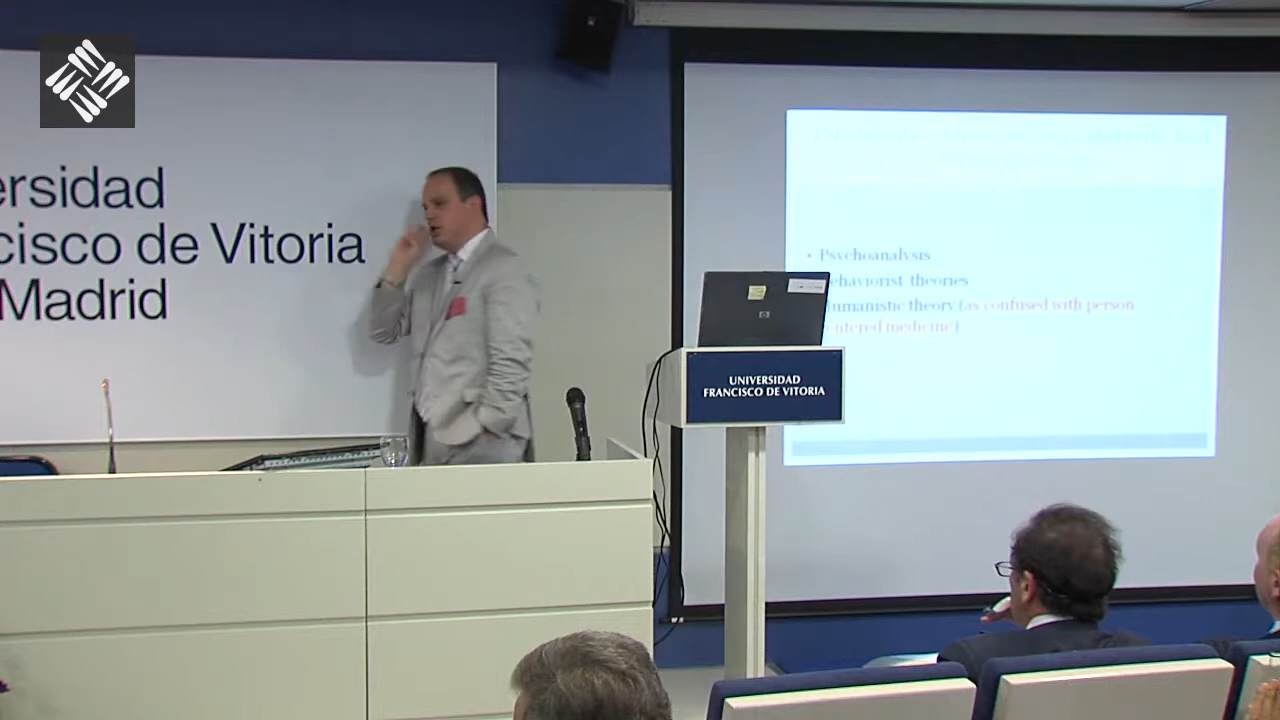 ersidad
cisco de Vitoria
Madrid
UNIVERSIDAD
FRANCISCO DE VITORIA
• Psychoanalysis
ehaviorist theories
umanistic theory (as confused with person
entered medicine)